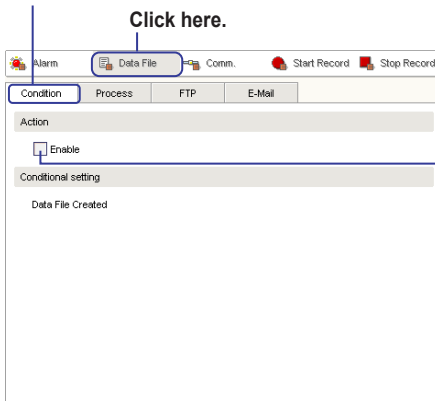 Click here.
Alarm Data File Comm. Start Record Stop Record
Condition Process FTP E-Mail
Action
Enable
Conditional setting
Data File Created